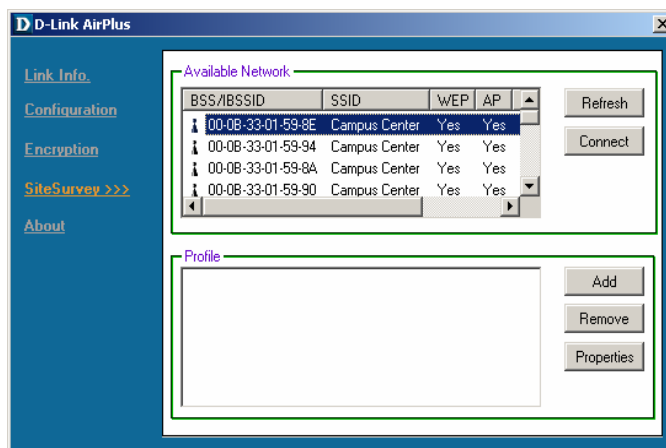 D D-Link AirPlus
Link Info.
Configuration
Encryption
SiteSurvey >>>
About
Available Network
BSS/IBSSID SSID WEP AP
00-0B-33-01-59-8E Campus Center Yes Yes
00-0B-33-01-59-94 Campus Center Yes Yes
00-0B-33-01-59-8A Campus Center Yes Yes
00-0B-33-01-59-90 Campus Center Yes Yes
Refresh
Connect
Profile
Add
Remove
Properties